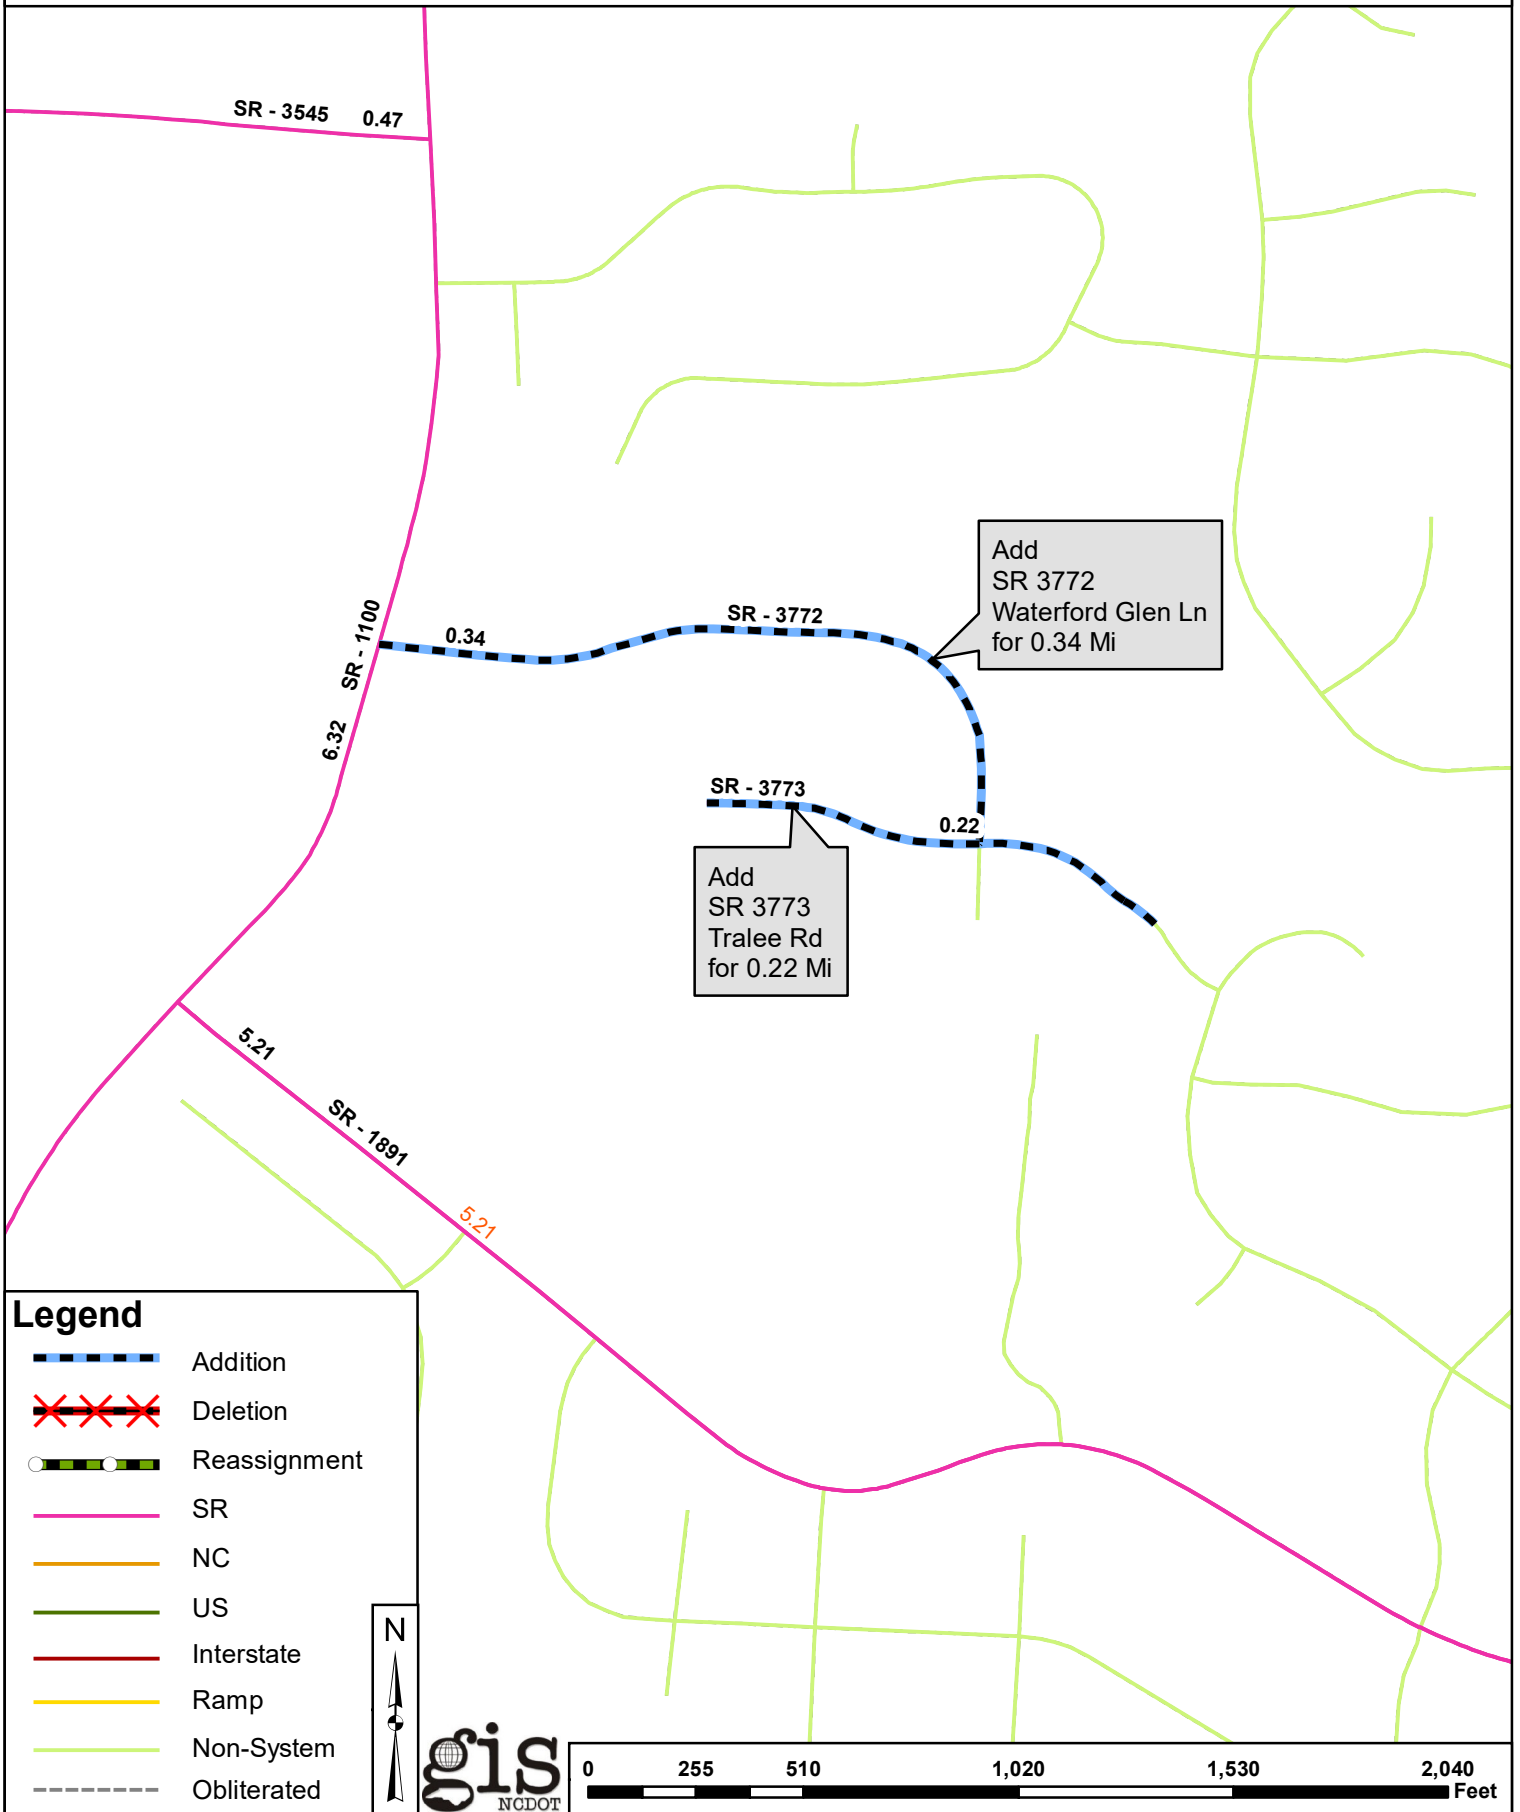 SR - 3545 0.47
SR - 1100
6.32
0.34
SR - 3772
Add
SR 3772
Waterford Glen Ln
for 0.34 Mi
SR - 3773
0.22
Add
SR 3773
Tralee Rd
for 0.22 Mi
5.21
SR - 1891
5.21
Legend
Addition
Deletion
Reassignment
SR
NC
US
Interstate
Ramp
Non-System
Obliterated
N
gis
NCDOT
0 255 510 1,020 1,530 2,040
Feet